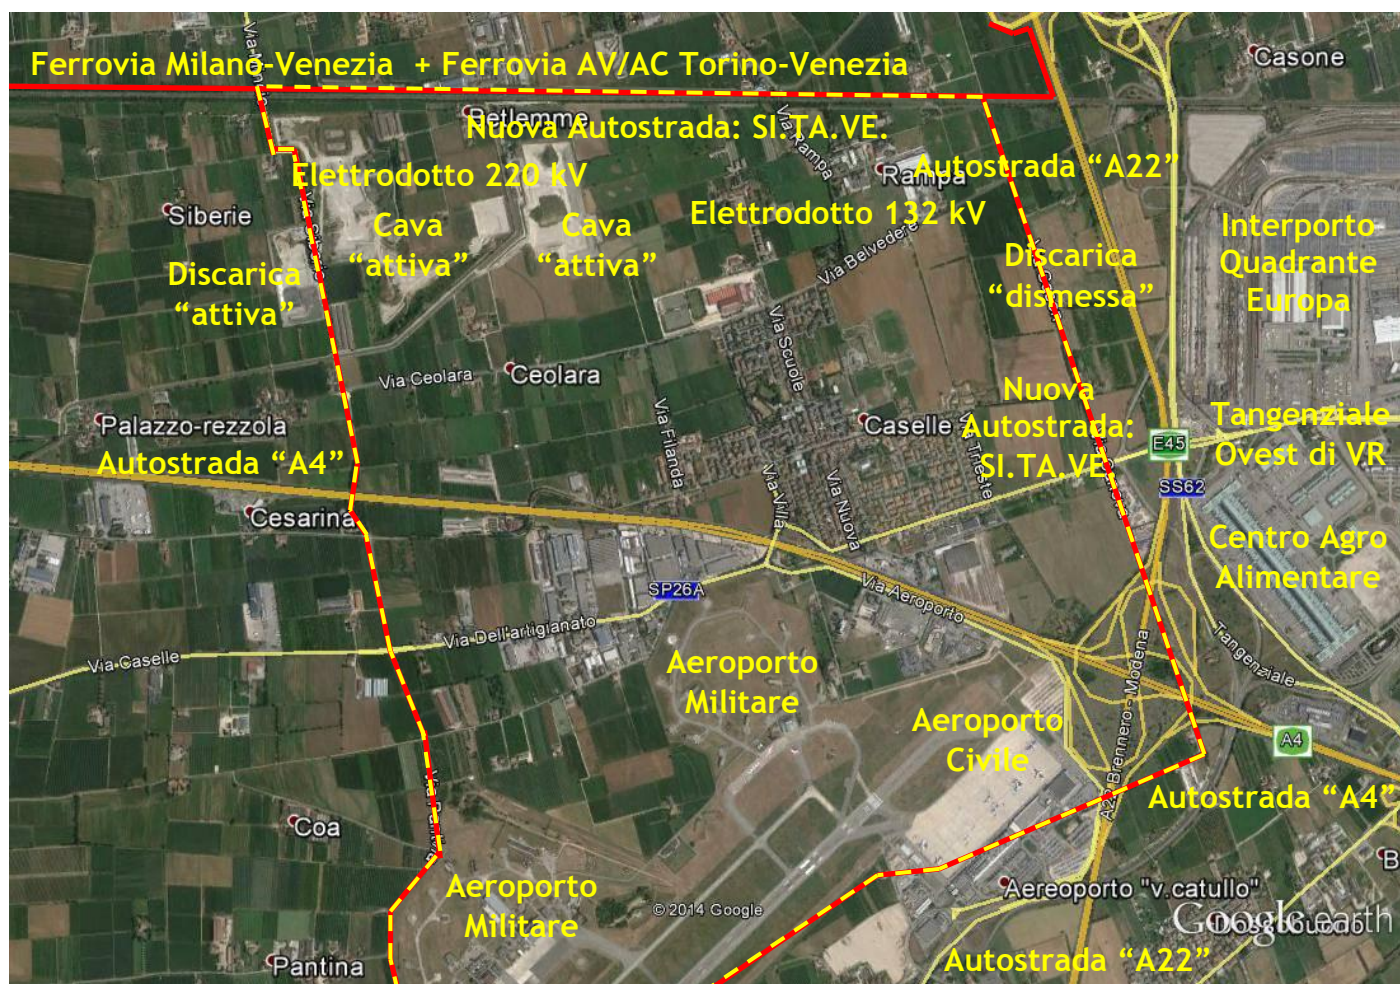 Casone
Ferrovia Milano-Venezia + Ferrovia AV/AC Torino-Venezia
Betlemme
Nuova Autostrada: SI.TA.VE.
Via Rampa
Autostrada “A22”
Elettrodotto 220 kV
Rampa
Siberie
Elettrodotto 132 kV
Cava
“attiva”
Cava
“attiva”
Interporto
Quadrante
Europa
Via Belvedere
Discarica
“attiva”
Discarica
“dismessa”
Via Scuole
Via Ceolara
Ceolara
Nuova
Autostrada:
SI.TA.VE.
Via Filanda
Caselle
Via Trieste
Tangenziale
Ovest di VR
E45
SS62
Palazzo-rezzola
Autostrada “A4”
Via Villa
Via Nuova
Cesarina
Centro Agro
Alimentare
SP26A
Via Aeroporto
Via Dell'artigianato
Via Caselle
Tangenziale
Aeroporto
Militare
A22 Brennero - Modena
Aeroporto
Civile
A4
Autostrada “A4”
Coa
B
Aeroporto
Militare
Aereoporto "v.catullo"
© 2014 Google
Google earth
Dossobuono
Autostrada “A22”
Pantina